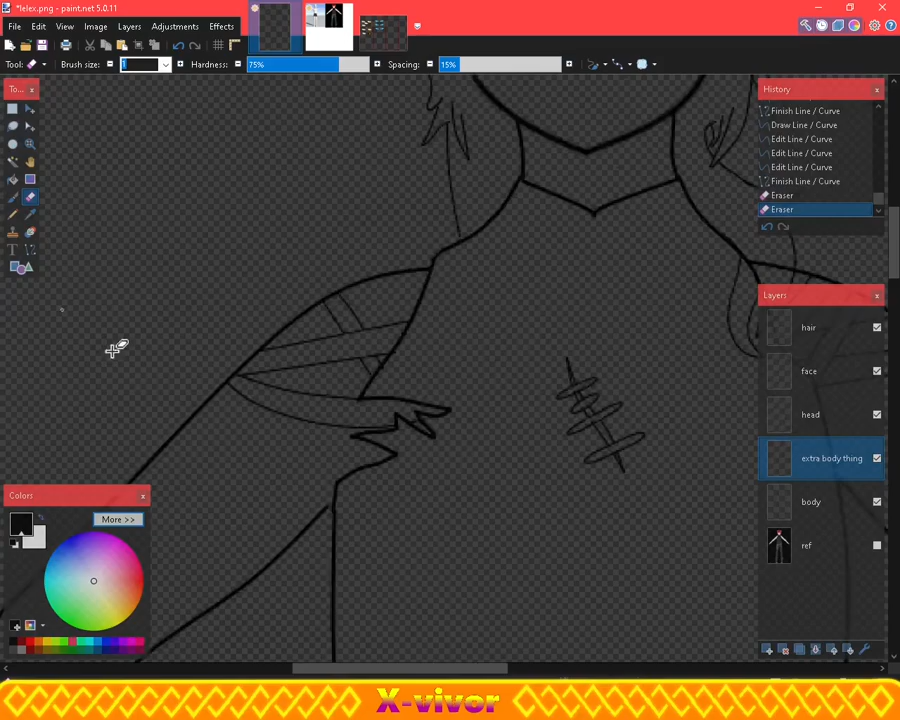 *felex.png - paint.net 5.0.11
File Edit View Image Layers Adjustments Effects
Tool: Brush size: Hardness: 75% Spacing: 15%
To...
History
Finish Line / Curve
Draw Line / Curve
Edit Line / Curve
Edit Line / Curve
Edit Line / Curve
Finish Line / Curve
Eraser
Eraser
Layers
hair
face
head
extra body thing
body
ref
Colors
More >>
X-vivor